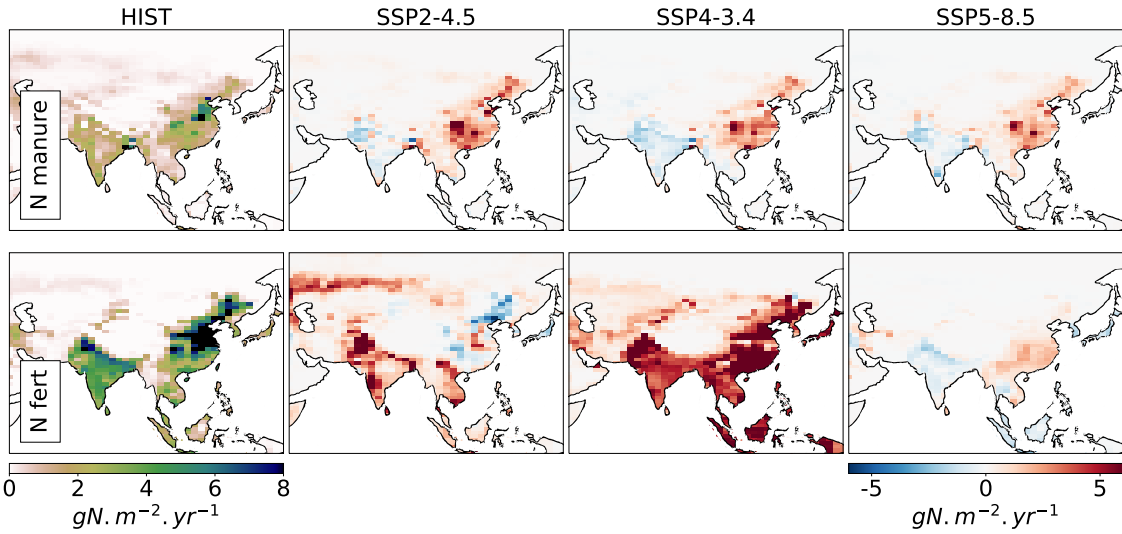 HIST SSP2-4.5 SSP4-3.4 SSP5-8.5
N manure
N fert
0 2 4 6 8 -5 0 5
gN.m⁻².yr⁻¹ gN.m⁻².yr⁻¹